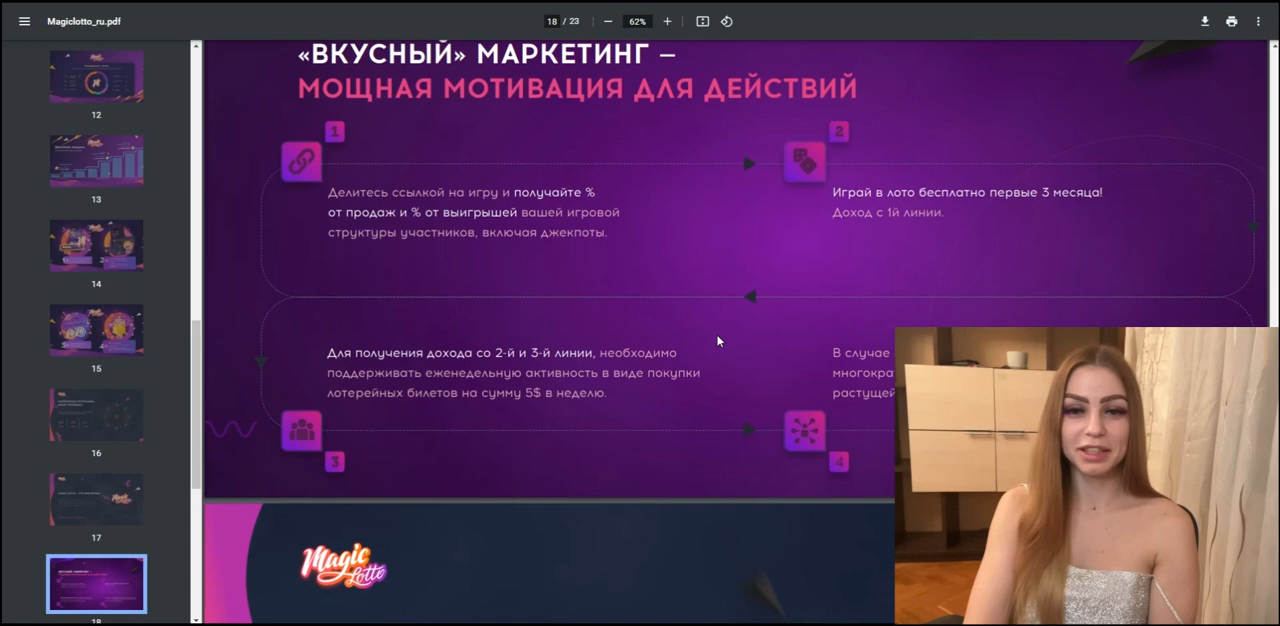 Magiclotto_ru.pdf
18 / 23
62%
12
13
14
15
16
17
18
«ВКУСНЫЙ» МАРКЕТИНГ –
МОЩНАЯ МОТИВАЦИЯ ДЛЯ ДЕЙСТВИЙ
1
Делитесь ссылкой на игру и получайте %
от продаж и % от выигрышей вашей игровой
структуры участников, включая джекпоты.
2
Играй в лото бесплатно первые 3 месяца!
Доход с 1й линии.
Для получения дохода со 2-й и 3-й линии, необходимо
поддерживать еженедельную активность в виде покупки
лотерейных билетов на сумму 5$ в неделю.
3
В случае
многокра
растущей
4
Magic
Lotto